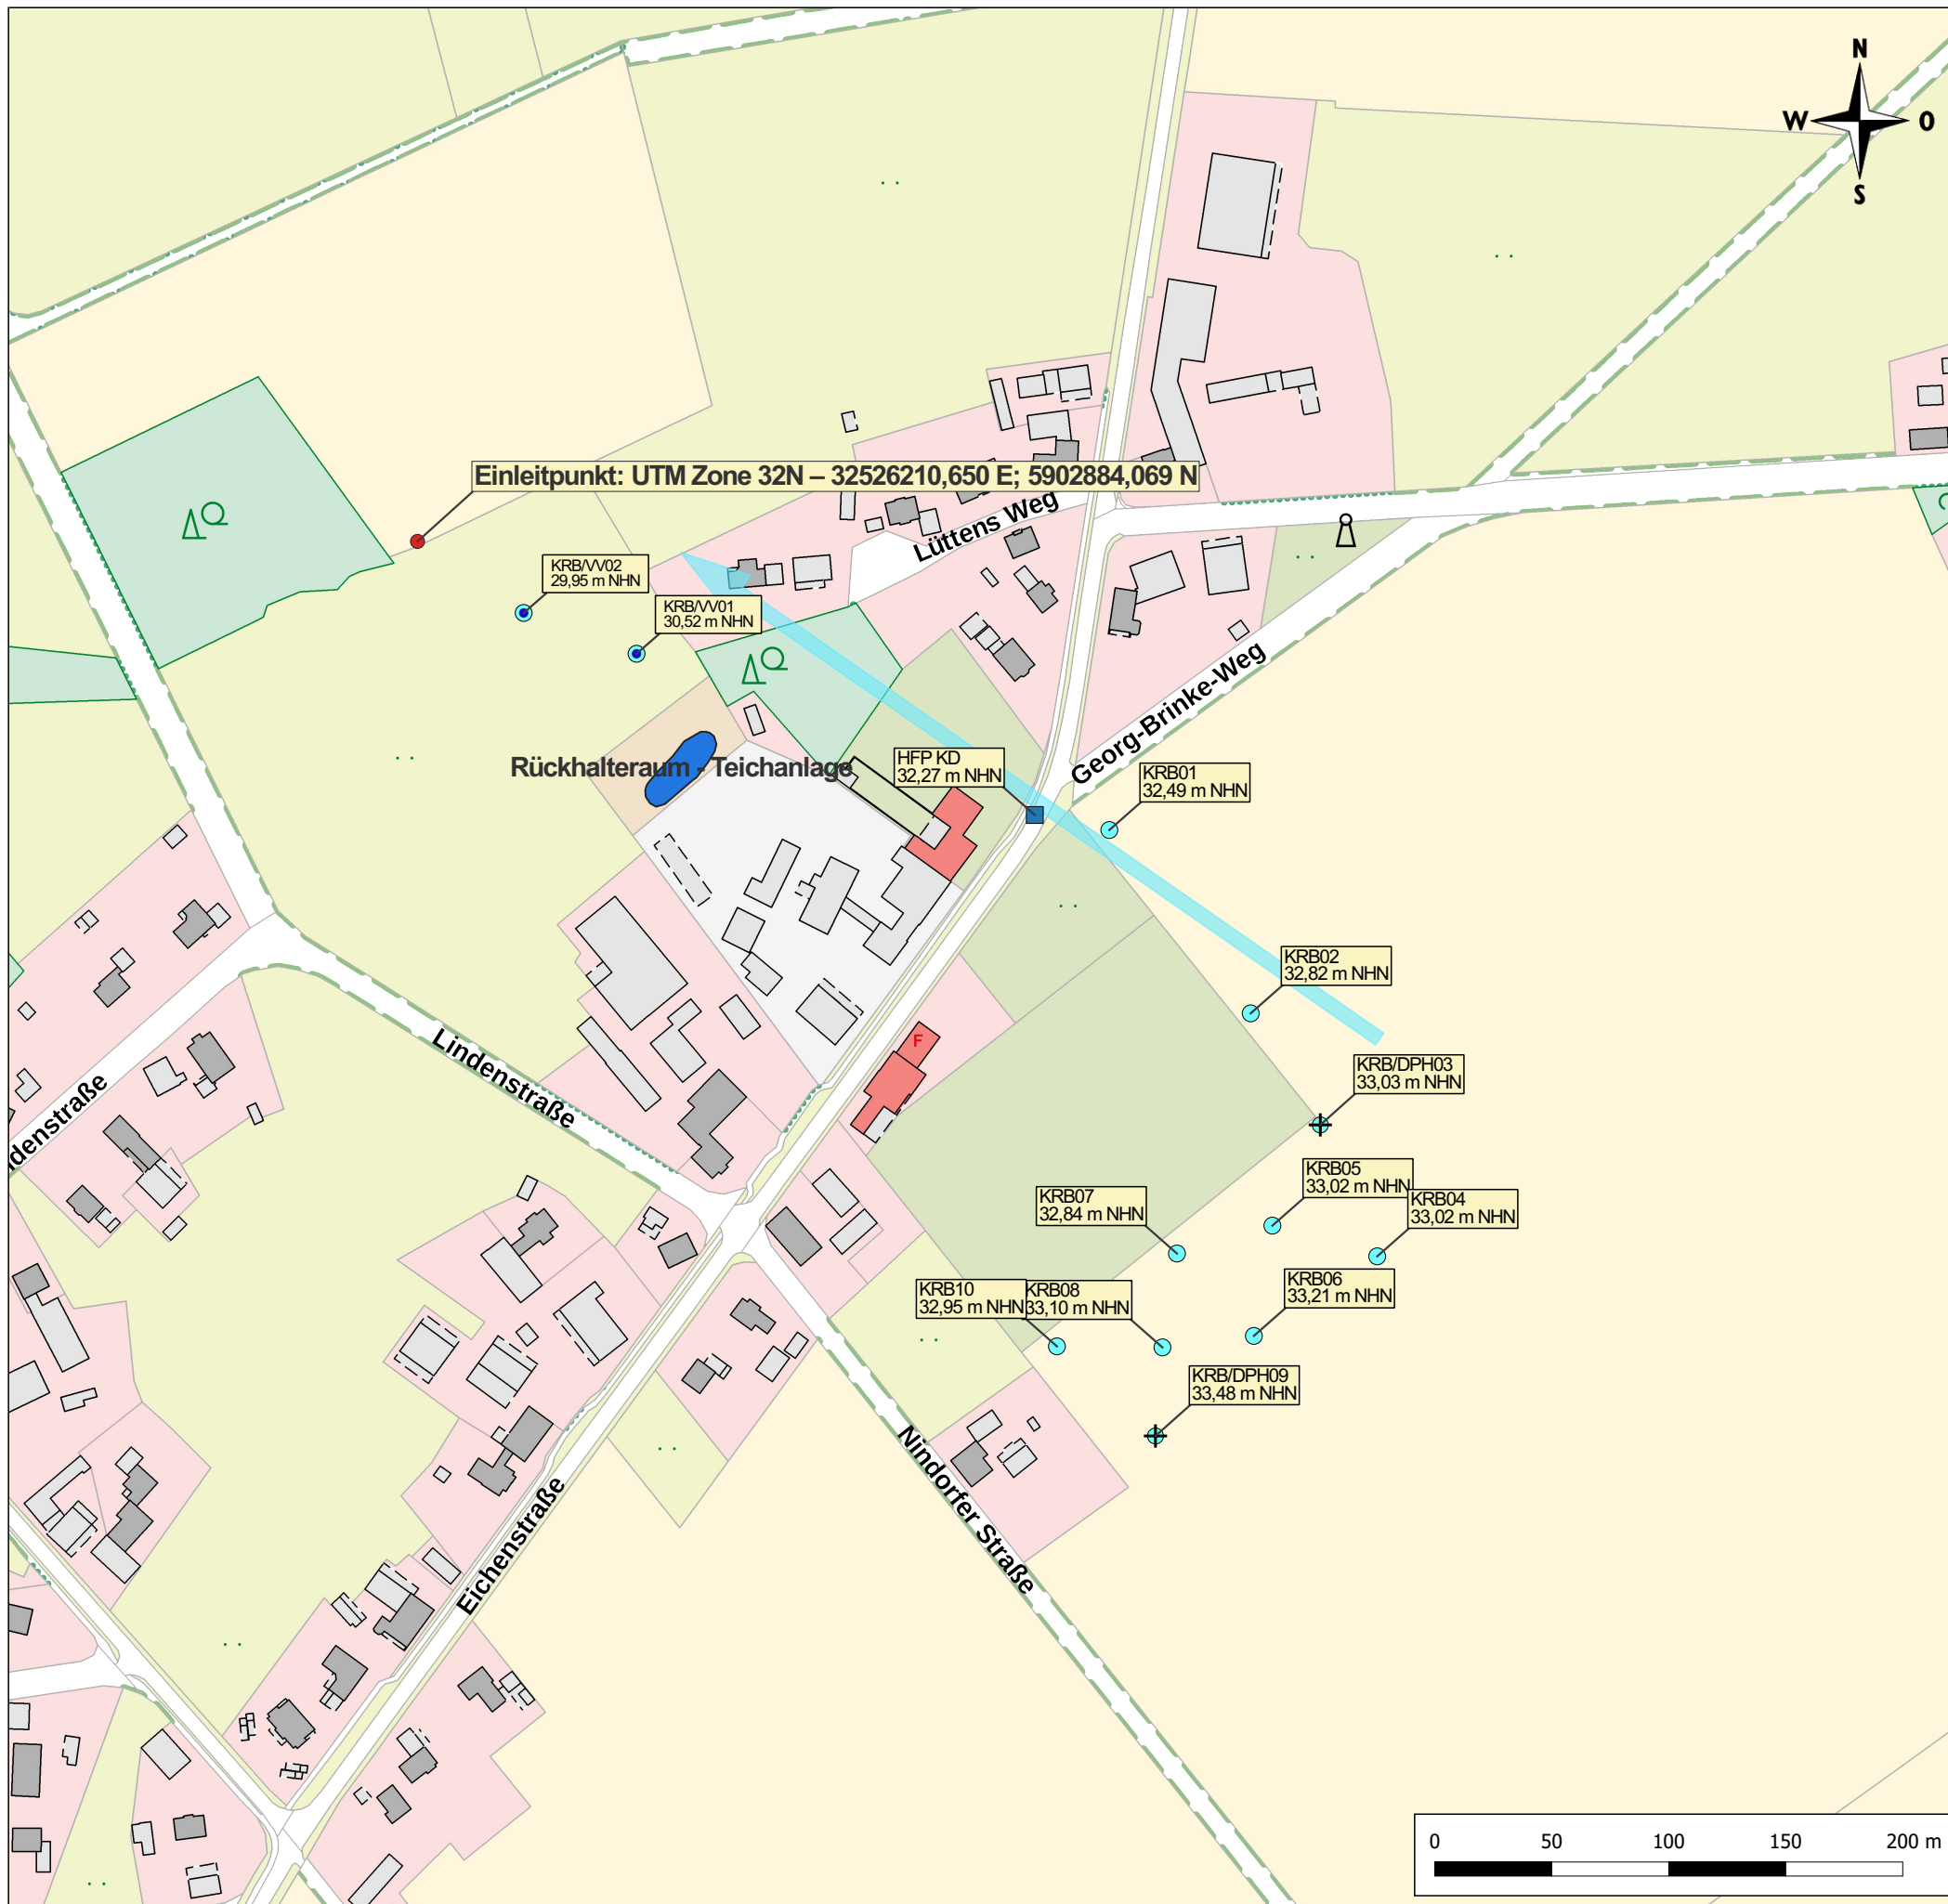 N
W
O
S
Einleitpunkt: UTM Zone 32N – 32526210,650 E; 5902884,069 N
Lüttens Weg
KRB/VV02
29,95 m NHN
KRB/VV01
30,52 m NHN
Georg-Brinke-Weg
Rückhalteraum - Teichanlage
HFP KD
32,27 m NHN
KRB01
32,49 m NHN
KRB02
32,82 m NHN
F
Lindenstraße
denstraße
KRB/DPH03
33,03 m NHN
KRB05
33,02 m NHN
KRB04
33,02 m NHN
KRB07
32,84 m NHN
KRB06
33,21 m NHN
KRB10
32,95 m NHN
KRB08
33,10 m NHN
KRB/DPH09
33,48 m NHN
Nindorfer Straße
Eichenstraße
0 50 100 150 200 m